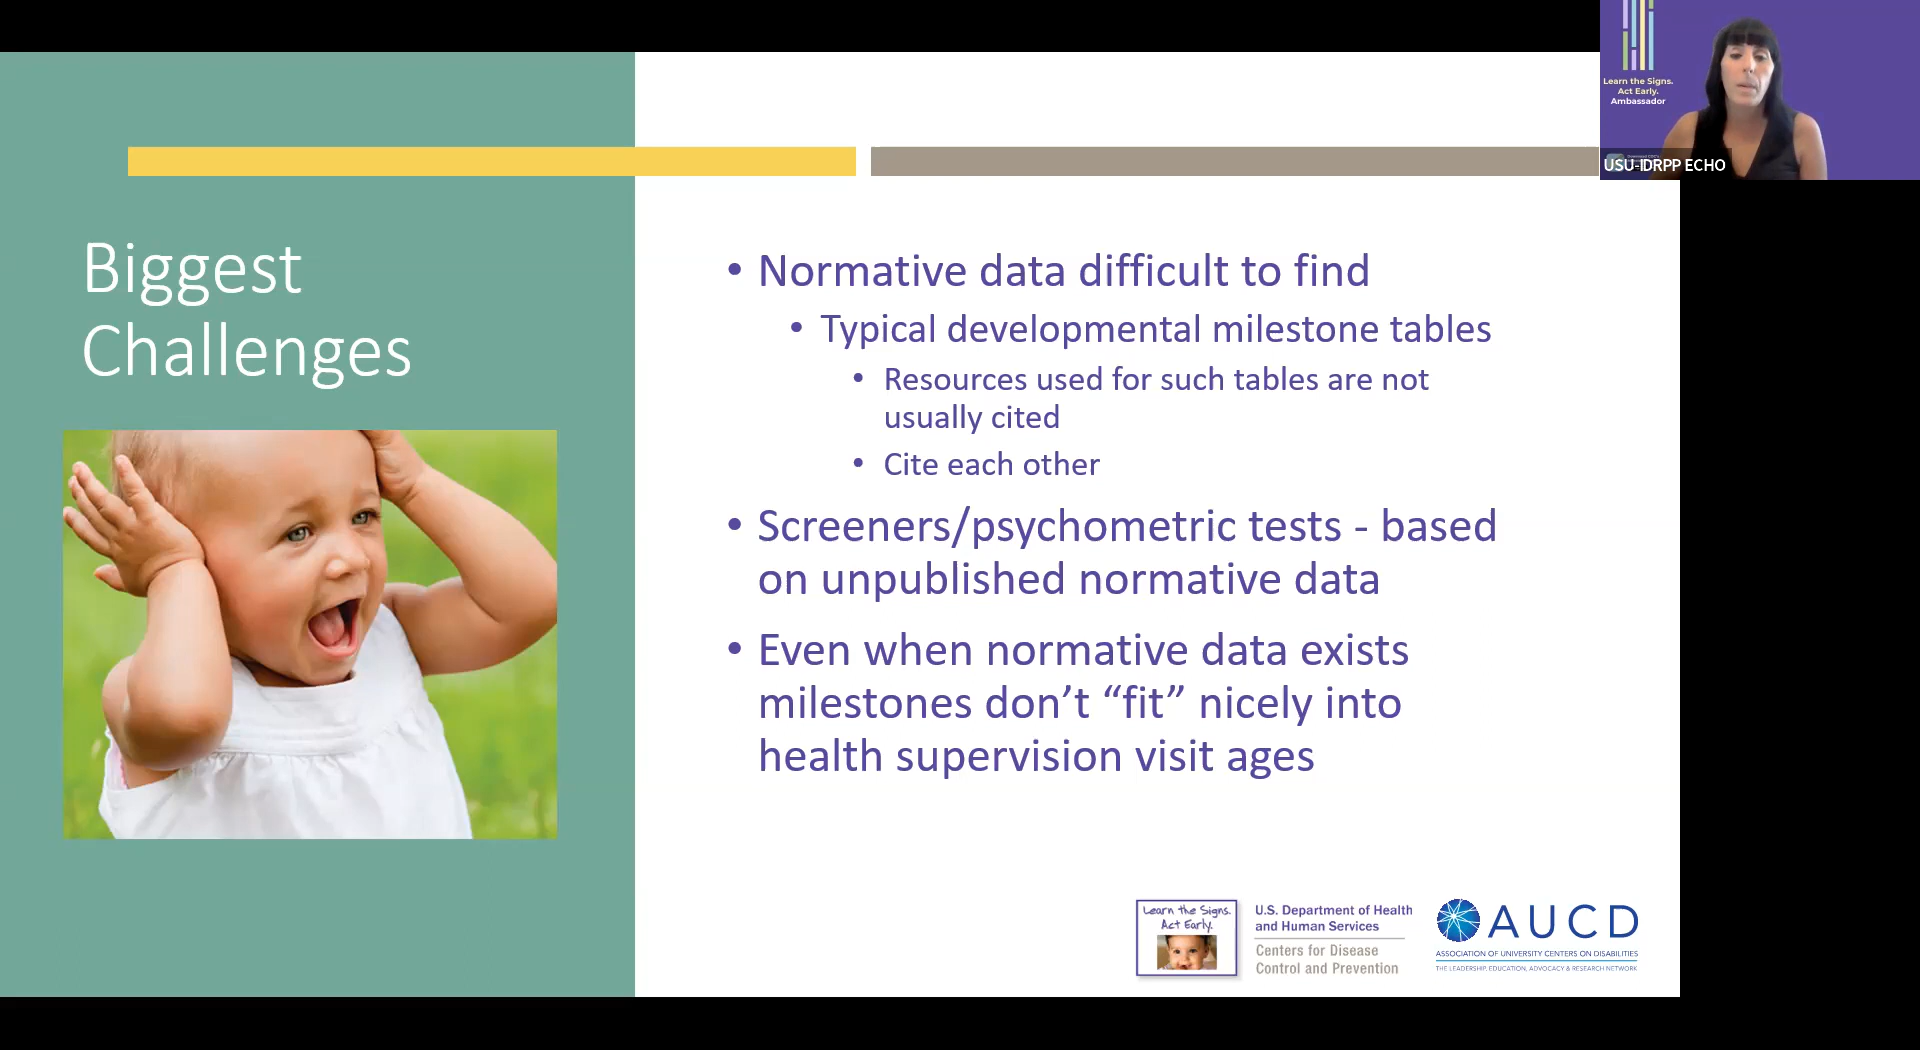 Learn the Signs.
Act Early.
Ambassador
USU-IDRPP ECHO
Biggest
Challenges
• Normative data difficult to find
• Typical developmental milestone tables
• Resources used for such tables are not
usually cited
• Cite each other
• Screeners/psychometric tests - based
on unpublished normative data
• Even when normative data exists
milestones don’t “fit” nicely into
health supervision visit ages
Learn the Signs.
Act Early.
U.S. Department of Health
and Human Services
Centers for Disease
Control and Prevention
AUCD
ASSOCIATION OF UNIVERSITY CENTERS ON DISABILITIES
THE LEADERSHIP, EDUCATION, ADVOCACY & RESEARCH NETWORK